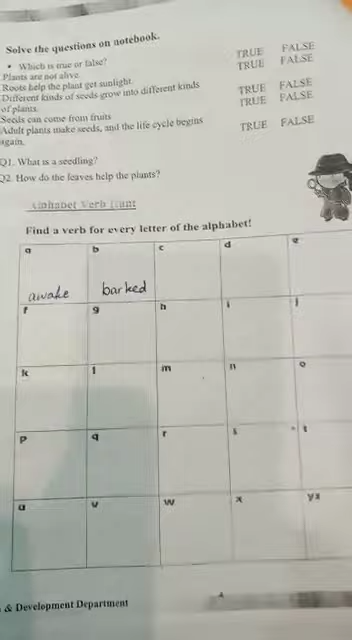 Solve the questions on notebook.
• Which is true or false?
Plants are not alive. TRUE FALSE
Roots help the plant get sunlight. TRUE FALSE
Different kinds of seeds grow into different kinds
of plants. TRUE FALSE
Seeds can come from fruits TRUE FALSE
Adult plants make seeds, and the life cycle begins
again. TRUE FALSE
Q1. What is a seedling?
Q2. How do the leaves help the plants?
Alphabet Verb Hunt
Find a verb for every letter of the alphabet!
a b c d e
awake barked
f g h i j
k l m n o
p q r s t
u v w x yz
& Development Department